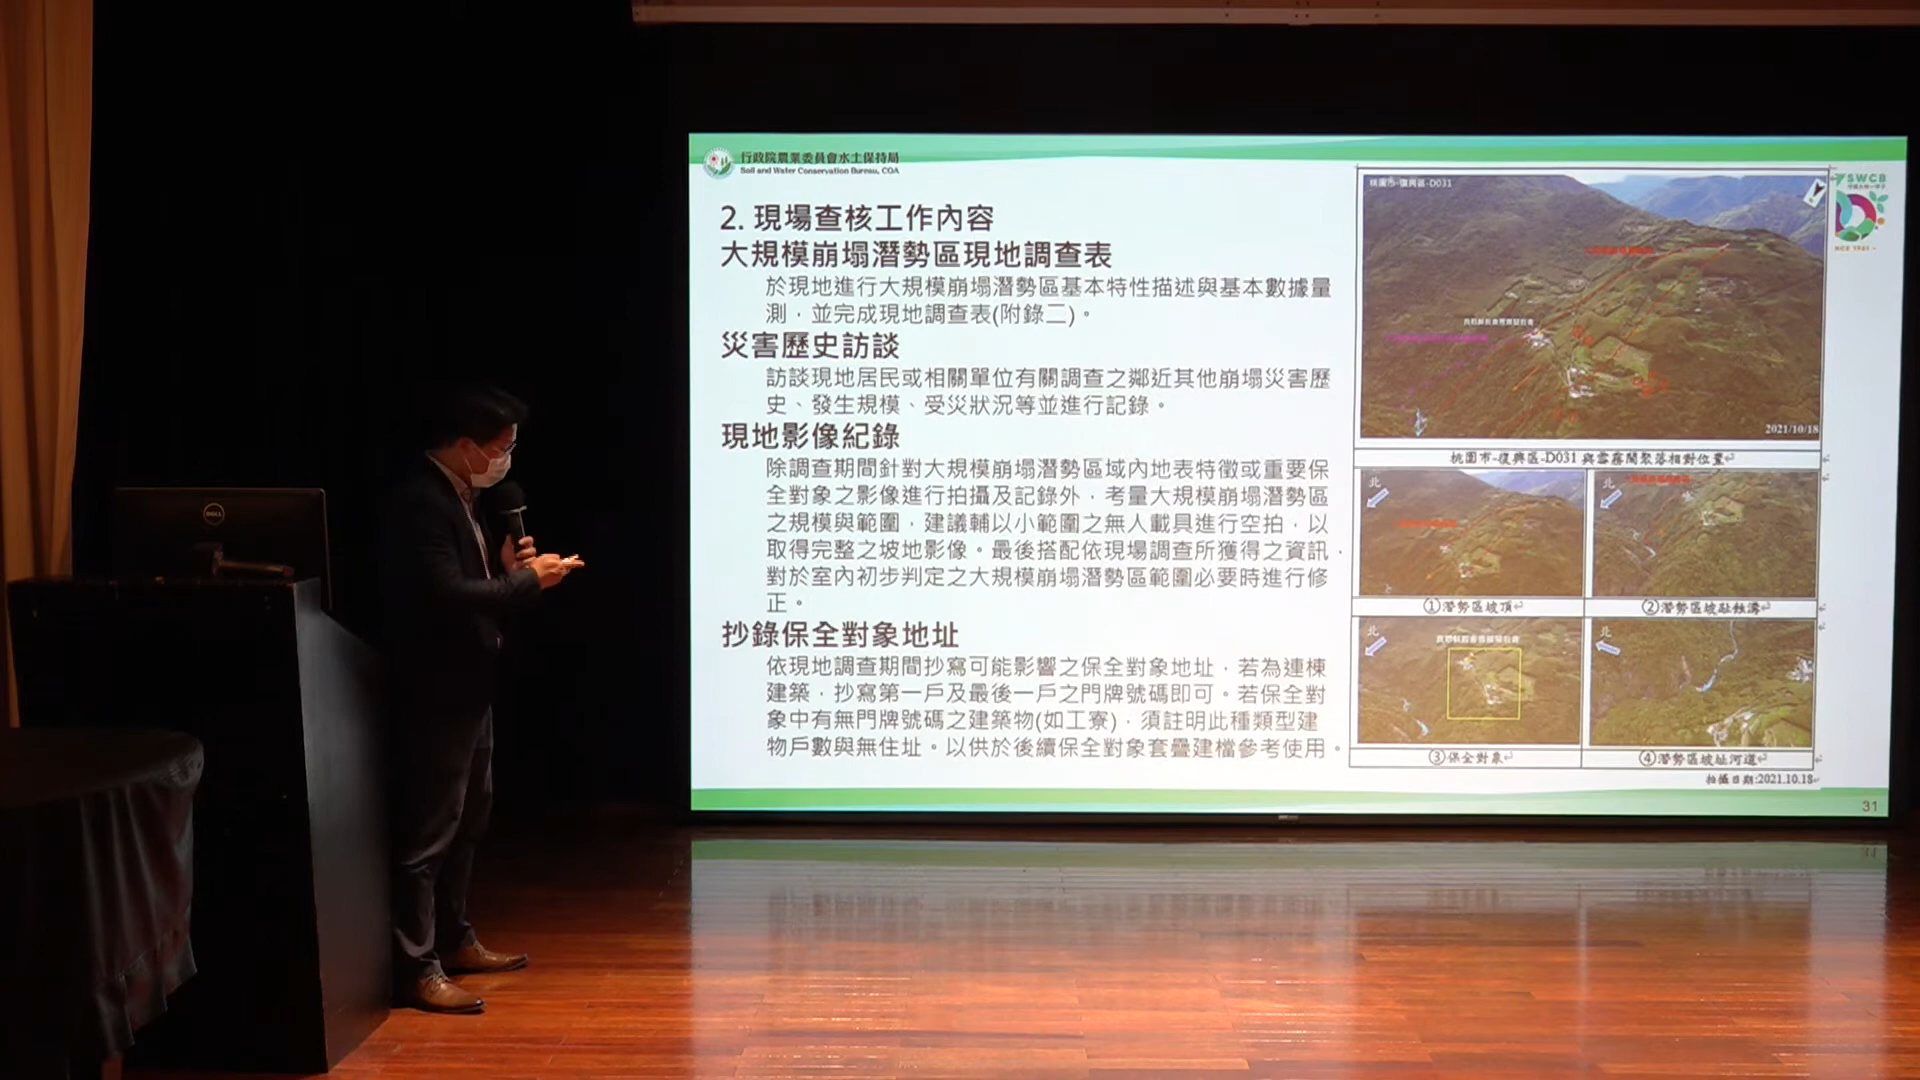 行政院農業委員會水土保持局
Soil and Water Conservation Bureau, COA
SWCB
2. 現場查核工作內容
大規模崩塌潛勢區現地調查表
於現地進行大規模崩塌潛勢區基本特性描述與基本數據量
測，並完成現地調查表(附錄二)。
災害歷史訪談
訪談現地居民或相關單位有關調查之鄰近其他崩塌災害歷
史、發生規模、受災狀況等並進行記錄。
現地影像紀錄
除調查期間針對大規模崩塌潛勢區域內地表特徵或重要保
全對象之影像進行拍攝及記錄外，考量大規模崩塌潛勢區
之規模與範圍，建議輔以小範圍之無人載具進行空拍，以
取得完整之坡地影像。最後搭配依現場調查所獲得之資訊，
對於室內初步判定之大規模崩塌潛勢區範圍必要時進行修
正。
抄錄保全對象地址
依現地調查期間抄寫可能影響之保全對象地址，若為連棟
建築，抄寫第一戶及最後一戶之門牌號碼即可。若保全對
象中有無門牌號碼之建築物(如工寮)，須註明此種類型建
物戶數與無住址。以供於後續保全對象套疊建檔參考使用。
桃園市-復興區-D031
2021/10/18
桃園市-復興區-D031 與雪霧鬧聚落相對位置
北
北
①潛勢區坡頂
②潛勢區坡趾蝕溝
北
北
③保全對象
④潛勢區坡趾河道
拍攝日期:2021.10.18
31
DELL